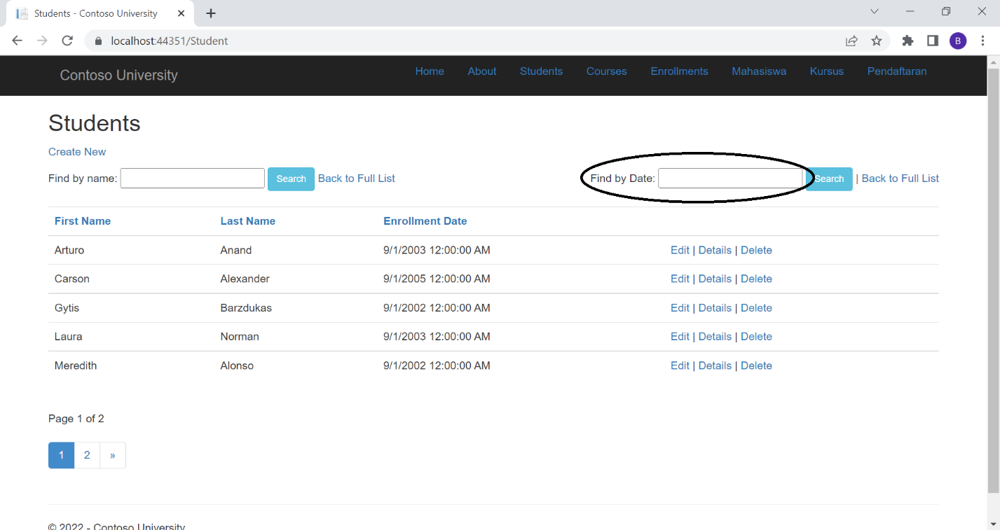 Students - Contoso University
localhost:44351/Student
B
Contoso University Home About Students Courses Enrollments Mahasiswa Kursus Pendaftaran
Students
Create New
Find by name: Search Back to Full List Find by Date: Search | Back to Full List
First Name Last Name Enrollment Date
Arturo Anand 9/1/2003 12:00:00 AM Edit | Details | Delete
Carson Alexander 9/1/2005 12:00:00 AM Edit | Details | Delete
Gytis Barzdukas 9/1/2002 12:00:00 AM Edit | Details | Delete
Laura Norman 9/1/2003 12:00:00 AM Edit | Details | Delete
Meredith Alonso 9/1/2002 12:00:00 AM Edit | Details | Delete
Page 1 of 2
1 2 »
© 2022 - Contoso University